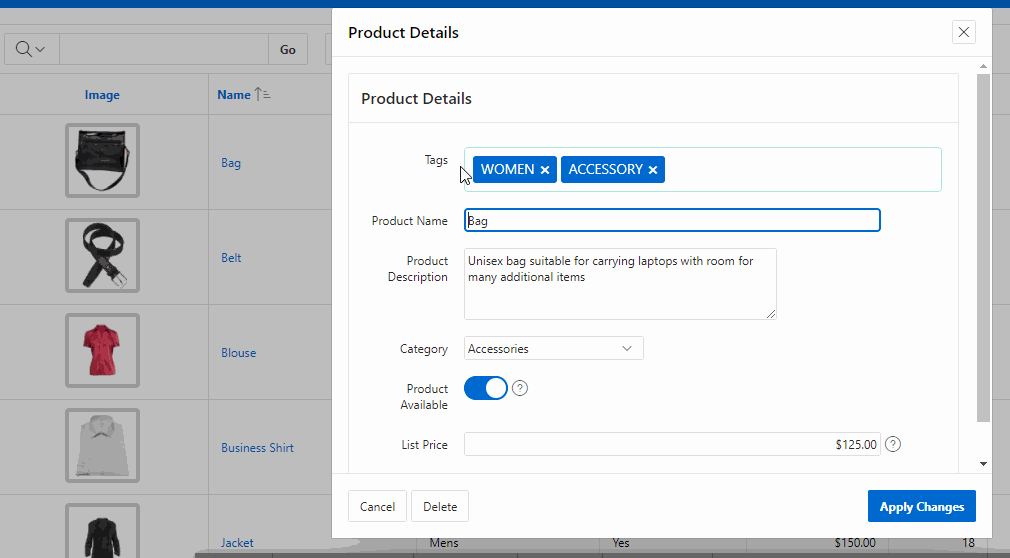 Product Details
Go
Image
Name
Product Details
Tags
WOMEN ×
ACCESSORY ×
Bag
Product Name
Bag
Product
Description
Unisex bag suitable for carrying laptops with room for
many additional items
Belt
Blouse
Category
Accessories
Product
Available
?
Business Shirt
List Price
$125.00
?
Cancel
Delete
Apply Changes
Jacket
Mens
Yes
$150.00
18